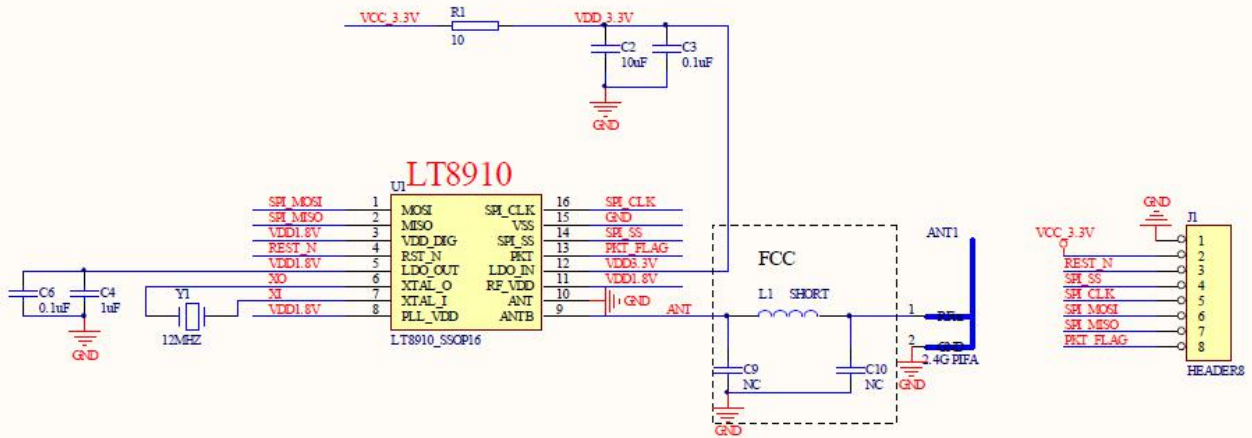 VCC_3.3V
R1
10
VDD_3.3V
C2
10uF
C3
0.1uF
GND
LT8910
U1
SPI_MOSI 1 MOSI SPI_CLK 16 SPI_CLK
SPI_MISO 2 MISO VSS 15 GND
VDD1.8V 3 VDD_DIG SPI_SS 14 SPI_SS
REST_N 4 RST_N PKT 13 PKT_FLAG
VDD1.8V 5 LDO_OUT LDO_IN 12 VDD3.3V
XO 6 XTAL_O RF_VDD 11 VDD1.8V
XI 7 XTAL_I ANT 10 GND
VDD1.8V 8 PLL_VDD ANTB 9 ANT
LT8910_SSOP16
C6
0.1uF
C4
1uF
GND
Y1
12MHZ
FCC
L1 SHORT
C9
NC
C10
NC
GND
ANT1
1
2 GND
2.4G PIFA
GND
GND
J1
VCC_3.3V
1
2
REST_N 3
SPI_SS 4
SPI_CLK 5
SPI_MOSI 6
SPI_MISO 7
PKT_FLAG 8
HEADER8